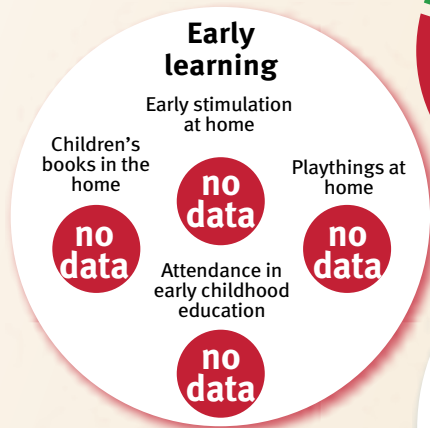 Early
learning
Early stimulation
at home
no
data
Children’s
books in the
home
no
data
Playthings at
home
no
data
Attendance in
early childhood
education
no
data